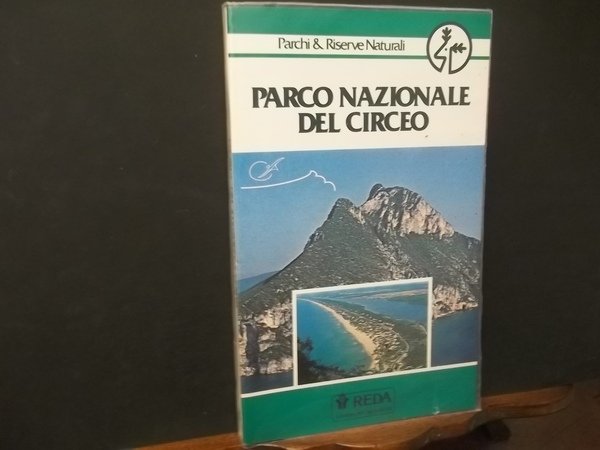 Parchi & Riserve Naturali
PARCO NAZIONALE
DEL CIRCEO
REDA